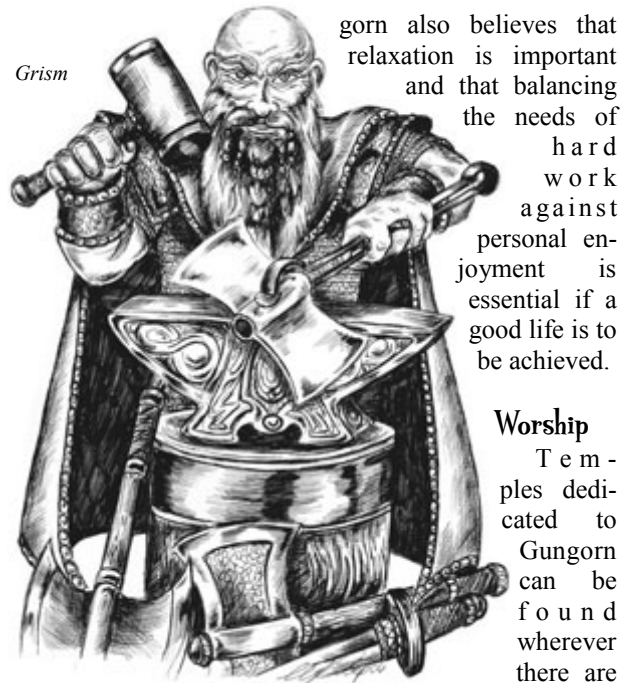 Grism
gorn also believes that
relaxation is important
and that balancing
the needs of
hard
work
against
personal en-
joyment is
essential if a
good life is to
be achieved.
Worship
Tem-
ples dedi-
cated to
Gungorn
can be
found
wherever
there are